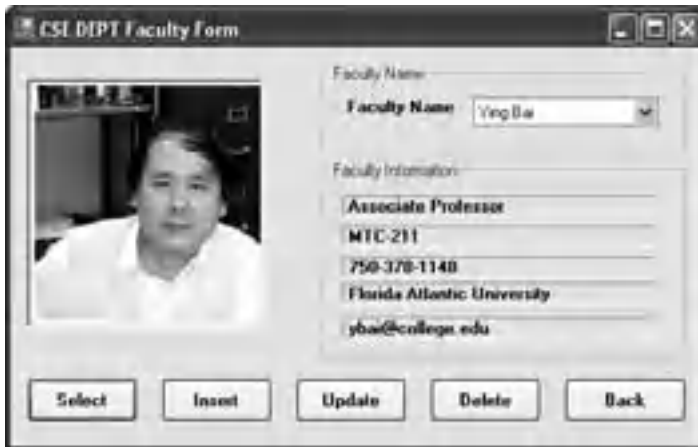 CSE DEPT Faculty Form
Faculty Name
Faculty Name
Ying Bai
Faculty Information
Associate Professor
MTC-211
750-378-1148
Florida Atlantic University
ybai@college.edu
Select
Insert
Update
Delete
Back